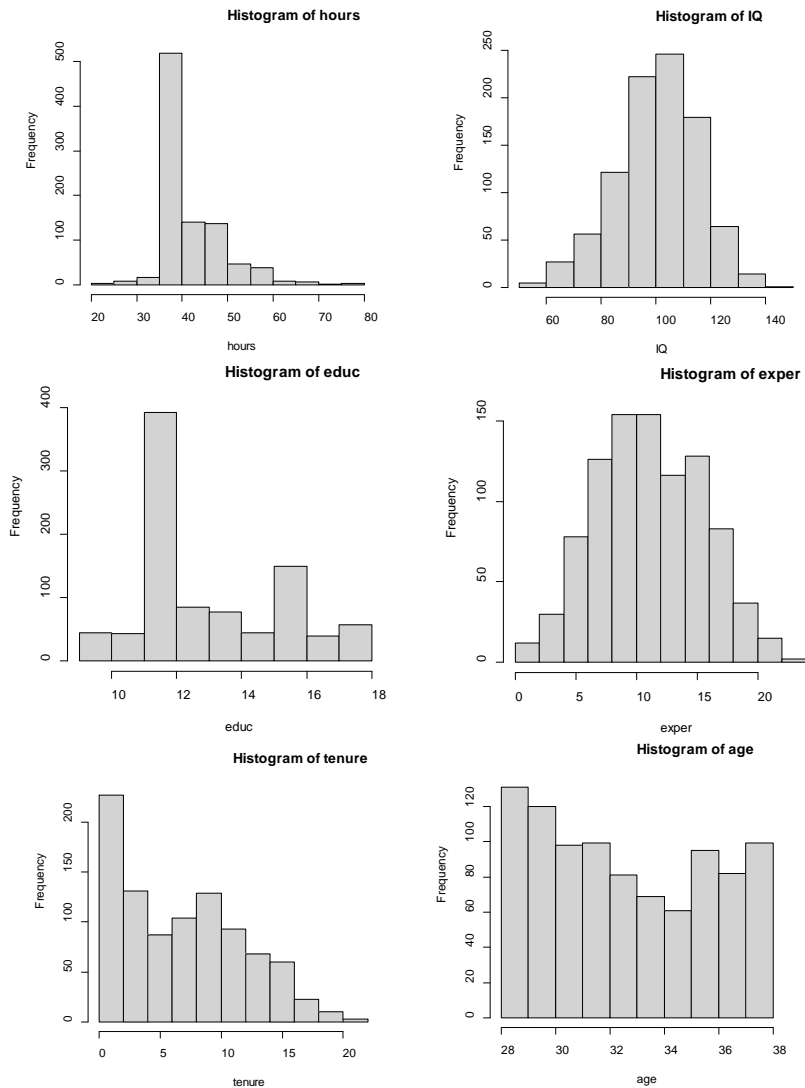 Histogram of hours
Frequency
0 100 200 300 400 500
20 30 40 50 60 70 80
hours
Histogram of IQ
Frequency
0 50 100 150 200 250
60 80 100 120 140
IQ
Histogram of educ
Frequency
0 100 200 300 400
10 12 14 16 18
educ
Histogram of exper
Frequency
0 50 100 150
0 5 10 15 20
exper
Histogram of tenure
Frequency
0 50 100 150 200
0 5 10 15 20
tenure
Histogram of age
Frequency
0 20 40 60 80 100 120
28 30 32 34 36 38
age